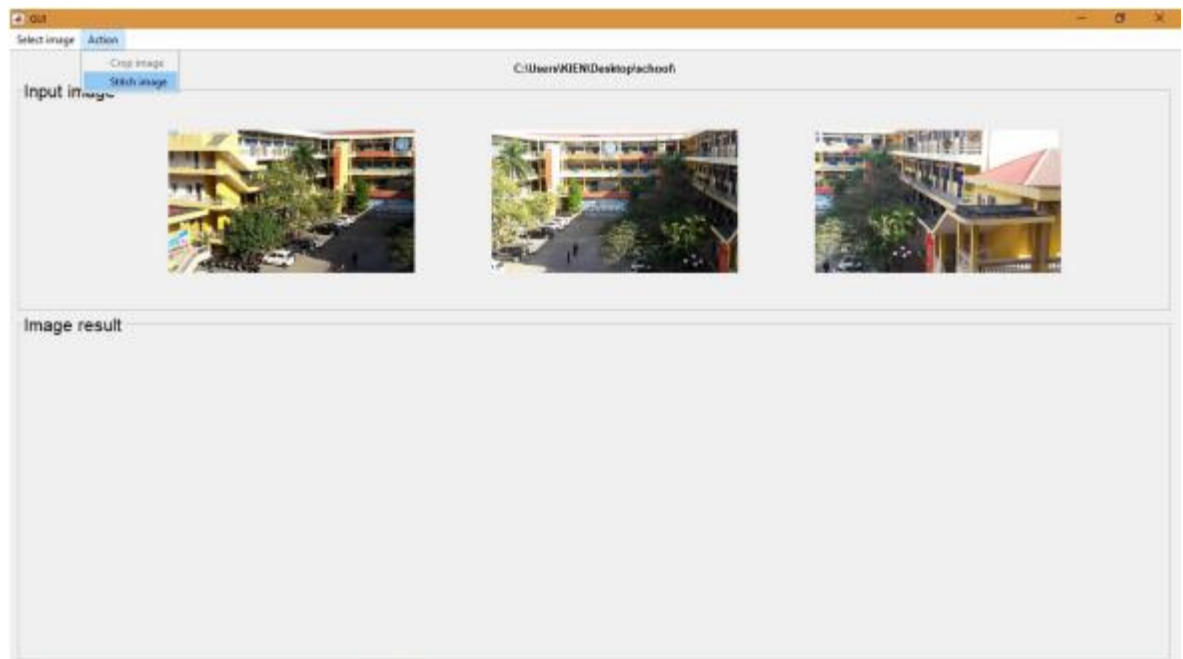 GUI
Select image Action
Crop image
Stitch image
C:\Users\KIEN\Desktop\school\
Input image
Image result